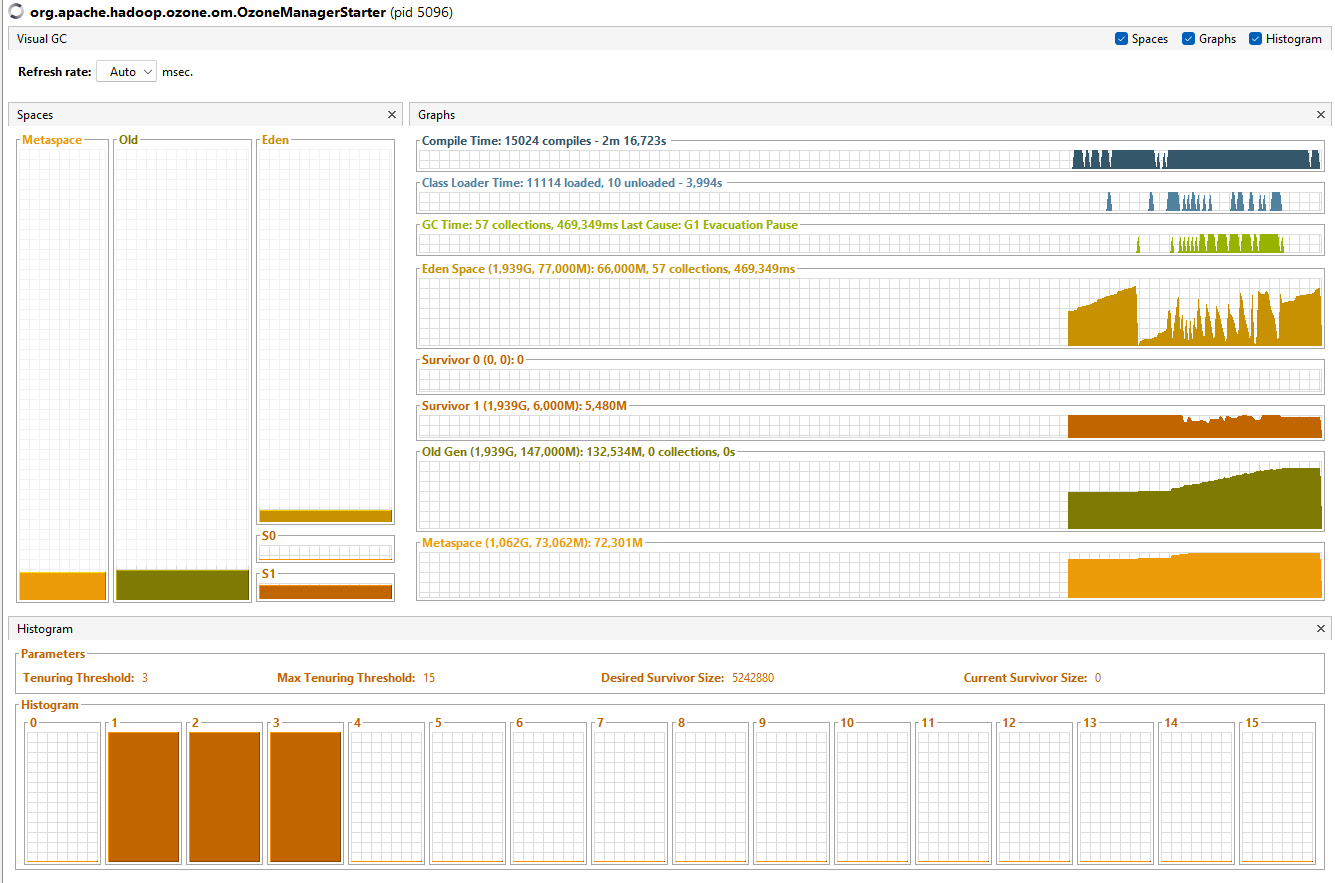 org.apache.hadoop.ozone.om.OzoneManagerStarter (pid 5096)
Visual GC
Spaces Graphs Histogram
Refresh rate: Auto msec.
Spaces
Metaspace
Old
Eden
S0
S1
Graphs
Compile Time: 15024 compiles - 2m 16,723s
Class Loader Time: 11114 loaded, 10 unloaded - 3,994s
GC Time: 57 collections, 469,349ms Last Cause: G1 Evacuation Pause
Eden Space (1,939G, 77,000M): 66,000M, 57 collections, 469,349ms
Survivor 0 (0, 0): 0
Survivor 1 (1,939G, 6,000M): 5,480M
Old Gen (1,939G, 147,000M): 132,534M, 0 collections, 0s
Metaspace (1,062G, 73,062M): 72,301M
Histogram
Parameters
Tenuring Threshold: 3 Max Tenuring Threshold: 15 Desired Survivor Size: 5242880 Current Survivor Size: 0
Histogram
0 1 2 3 4 5 6 7 8 9 10 11 12 13 14 15